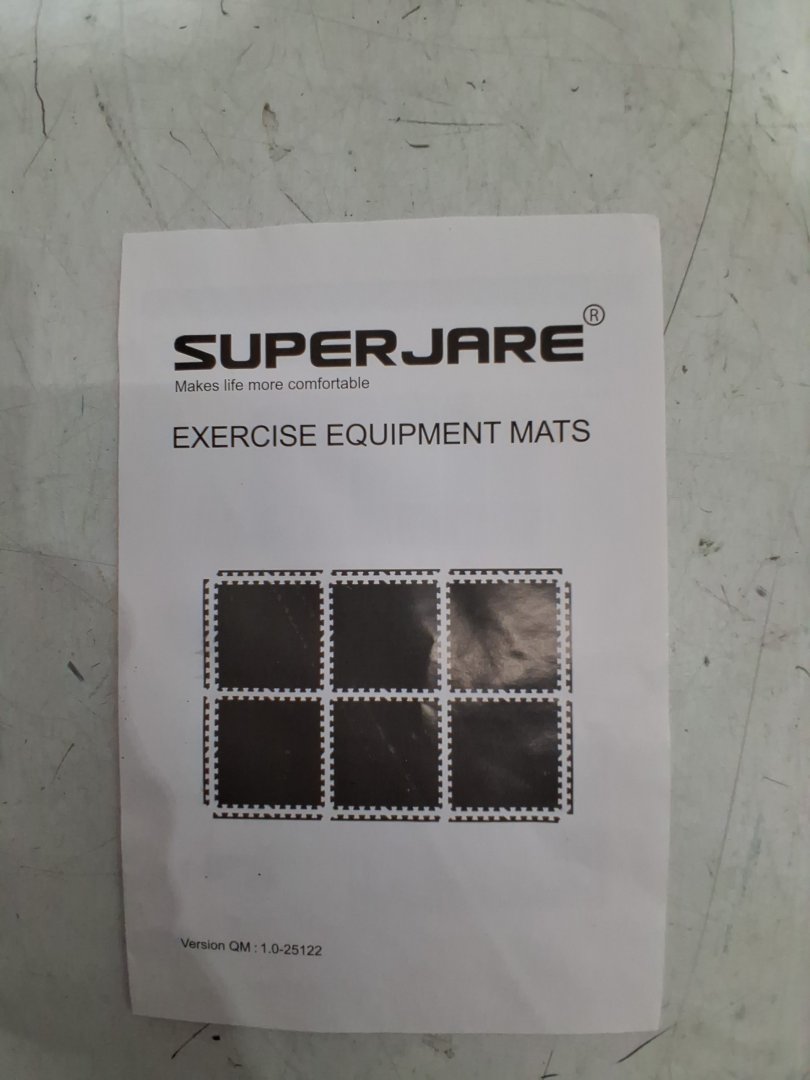 SUPERJARE®
Makes life more comfortable
EXERCISE EQUIPMENT MATS
Version QM : 1.0-25122